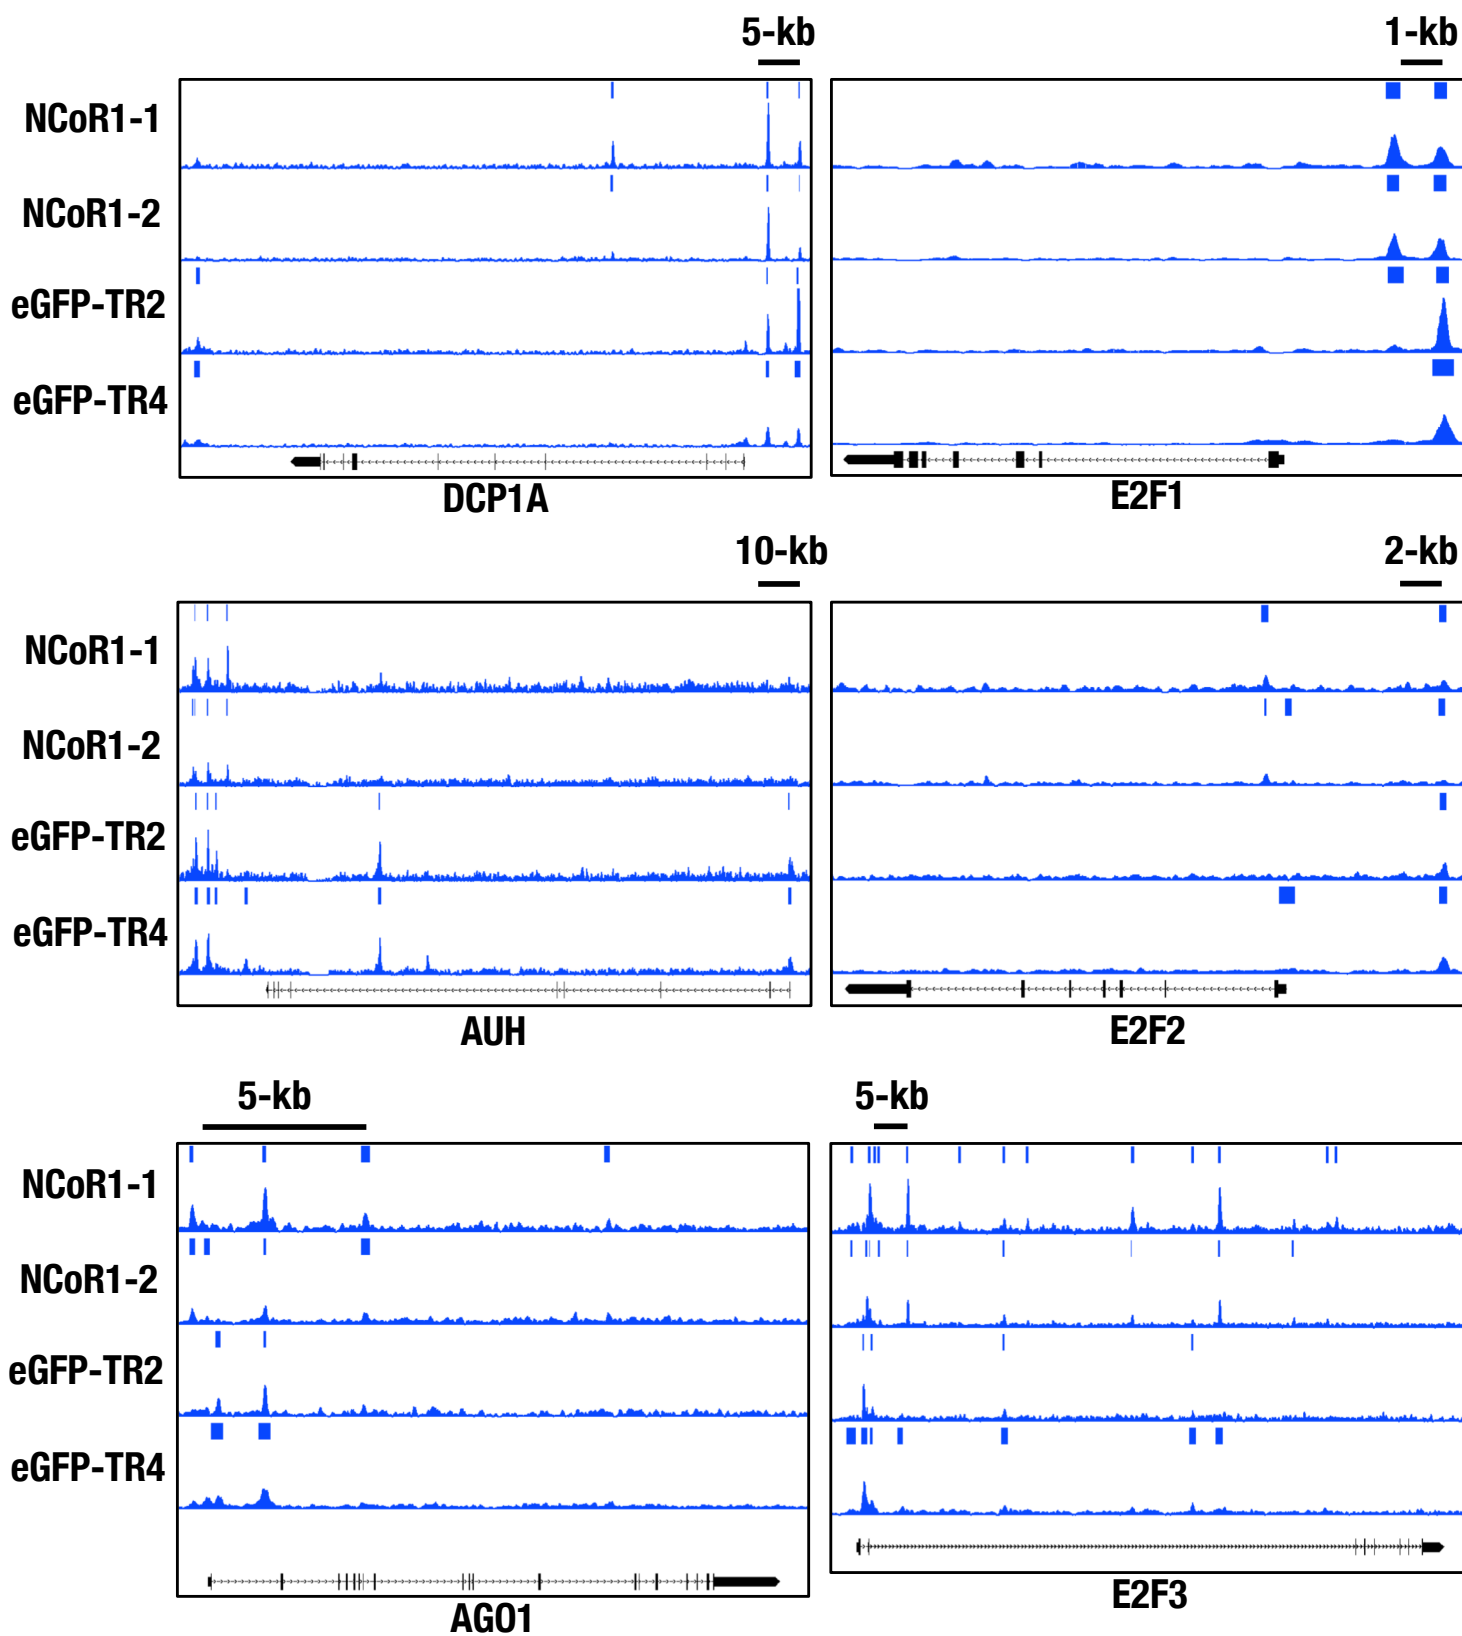 5-kb
1-kb
NCoR1-1
NCoR1-2
eGFP-TR2
eGFP-TR4
DCP1A
E2F1
10-kb
2-kb
NCoR1-1
NCoR1-2
eGFP-TR2
eGFP-TR4
AUH
E2F2
5-kb
5-kb
NCoR1-1
NCoR1-2
eGFP-TR2
eGFP-TR4
AGO1
E2F3